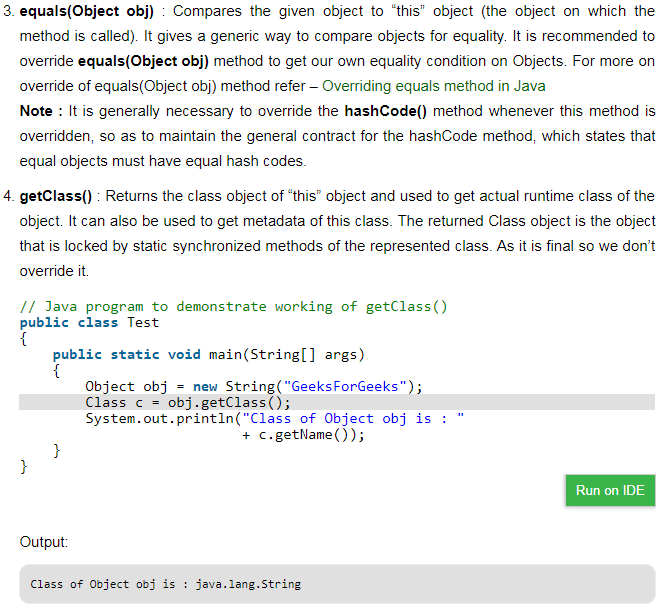 3. equals(Object obj) : Compares the given object to “this” object (the object on which the
method is called). It gives a generic way to compare objects for equality. It is recommended to
override equals(Object obj) method to get our own equality condition on Objects. For more on
override of equals(Object obj) method refer – Overriding equals method in Java
Note : It is generally necessary to override the hashCode() method whenever this method is
overridden, so as to maintain the general contract for the hashCode method, which states that
equal objects must have equal hash codes.
4. getClass() : Returns the class object of “this” object and used to get actual runtime class of the
object. It can also be used to get metadata of this class. The returned Class object is the object
that is locked by static synchronized methods of the represented class. As it is final so we don’t
override it.
// Java program to demonstrate working of getClass()
public class Test
{
    public static void main(String[] args)
    {
        Object obj = new String("GeeksForGeeks");
        Class c = obj.getClass();
        System.out.println("Class of Object obj is : "
                           + c.getName());
    }
}
Run on IDE
Output:
Class of Object obj is : java.lang.String